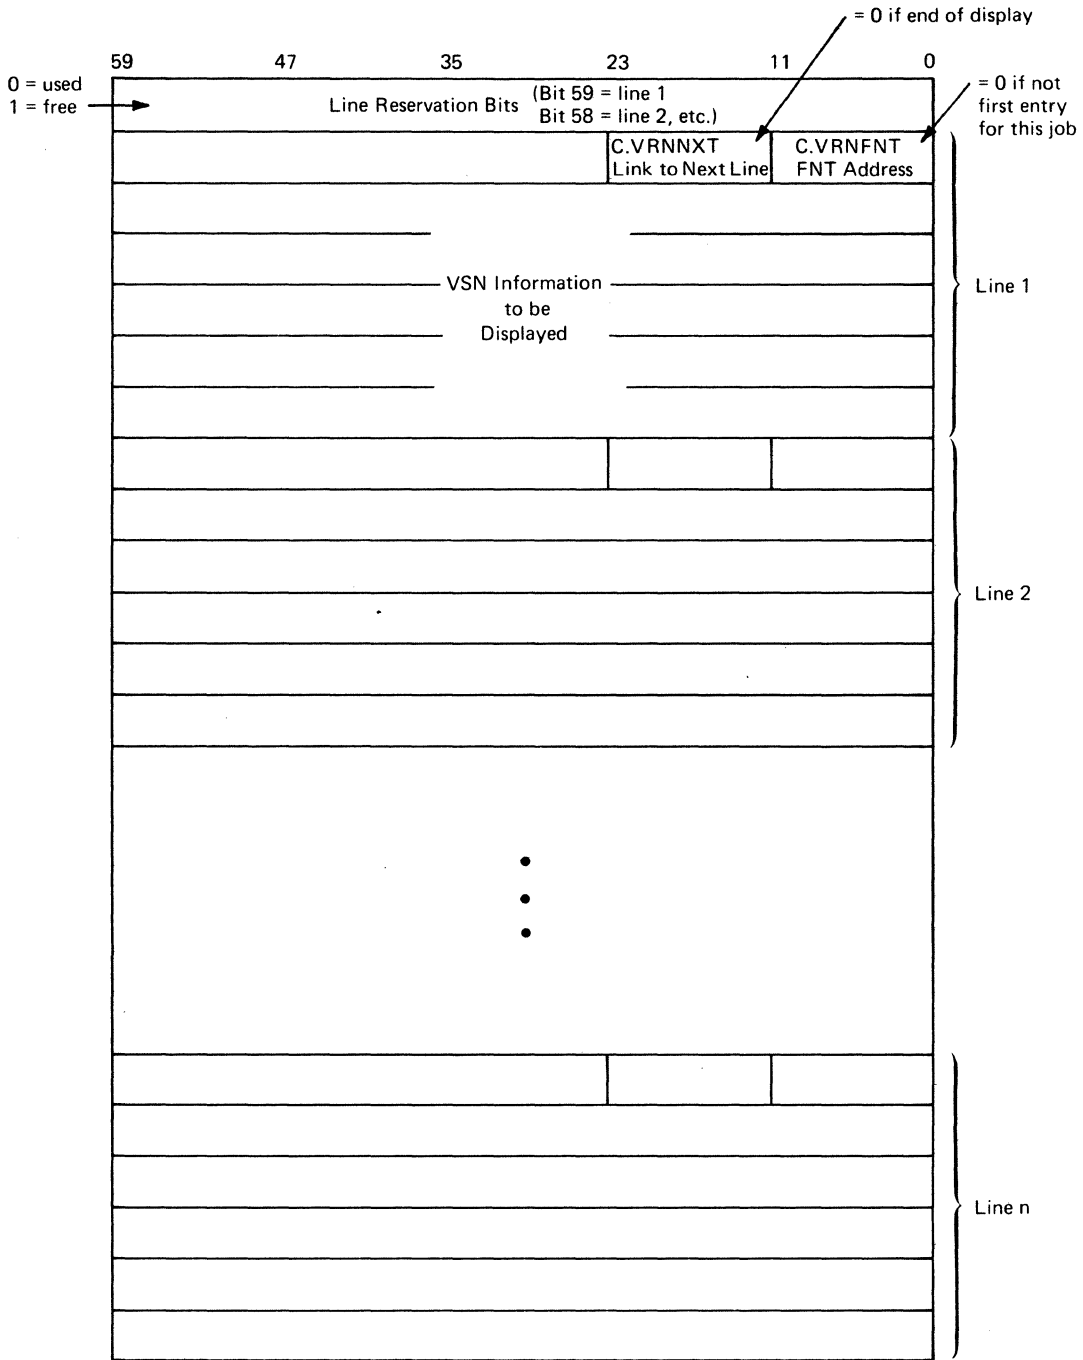 = 0 if end of display
59 47 35 23 11 0
0 = used
1 = free
Line Reservation Bits
(Bit 59 = line 1
Bit 58 = line 2, etc.)
= 0 if not
first entry
for this job
C.VRNNXT
Link to Next Line
C.VRNFNT
FNT Address
VSN Information
to be
Displayed
Line 1
Line 2
Line n